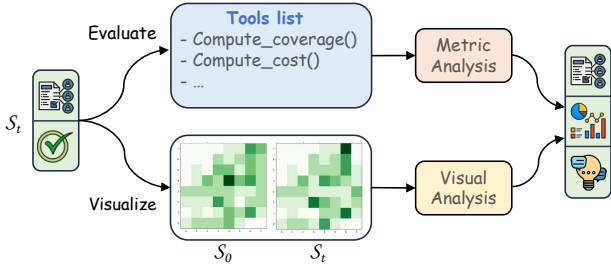 Tools list
Evaluate
- Compute_coverage()
- Compute_cost()
- ...
Metric
Analysis
S_t
Visualize
Visual
Analysis
S_0
S_t